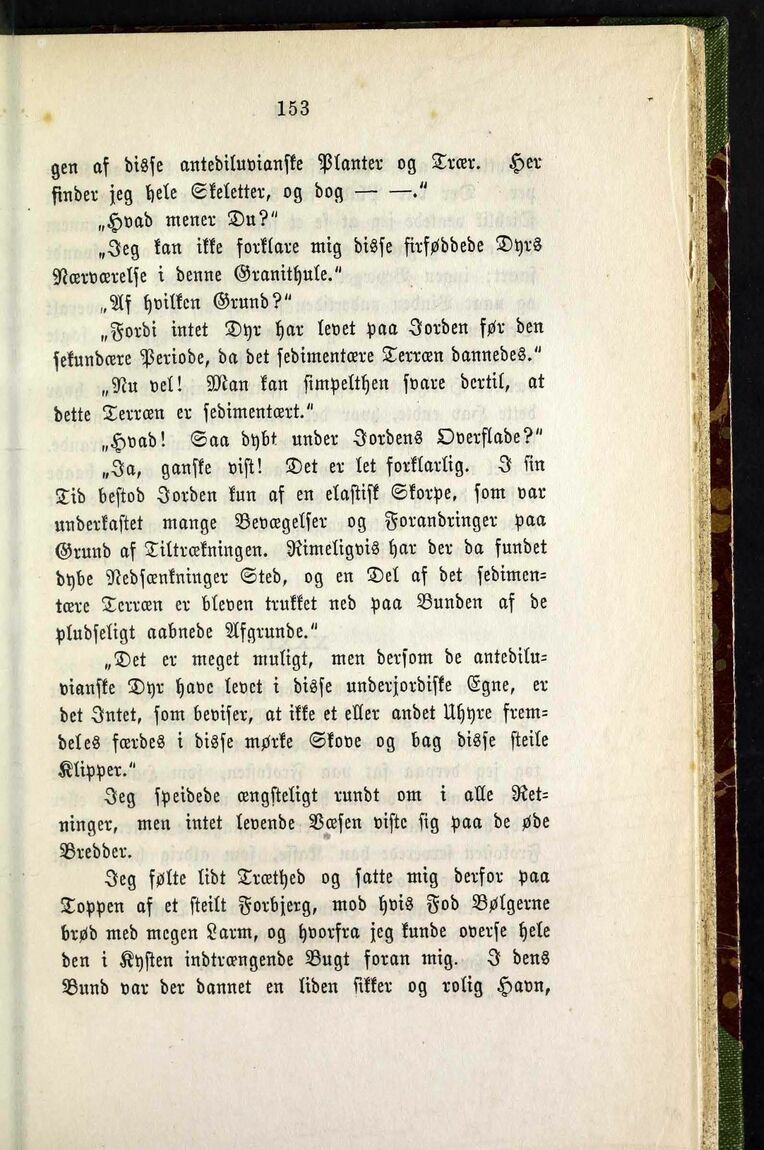 153
gen af disse antediluvianske Planter og Trær. Her
finder jeg hele Skeletter, og dog — —."
„Hvad mener Du?"
„Jeg kan ikke forklare mig disse firføddede Dyrs
Nærværelse i denne Granithule."
„Af hvilken Grund?"
„Fordi intet Dyr har levet paa Jorden før den
sekundære Periode, da det sedimentære Terræn dannedes."
„Nu vel! Man kan simpelthen svare dertil, at
dette Terræn er sedimentært."
„Hvad! Saa dybt under Jordens Overflade?"
„Ja, ganske vist! Det er let forklarlig. I sin
Tid bestod Jorden kun af en elastisk Skorpe, som var
underkastet mange Bevægelser og Forandringer paa
Grund af Tiltrækningen. Rimeligvis har der da fundet
dybe Nedsænkninger Sted, og en Del af det sedimen=
tære Terræn er bleven trukket ned paa Bunden af de
pludseligt aabnede Afgrunde."
„Det er meget muligt, men dersom de antedilu=
vianske Dyr have levet i disse underjordiske Egne, er
det Intet, som beviser, at ikke et eller andet Uhyre frem=
deles færdes i disse mørke Skove og bag disse steile
Klipper."
Jeg speidede ængsteligt rundt om i alle Ret=
ninger, men intet levende Væsen viste sig paa de øde
Bredder.
Jeg følte lidt Træthed og satte mig derfor paa
Toppen af et steilt Forbjerg, mod hvis Fod Bølgerne
brød med megen Larm, og hvorfra jeg kunde overse hele
den i Kysten indtrængende Bugt foran mig. I dens
Bund var der dannet en liden sikker og rolig Havn,